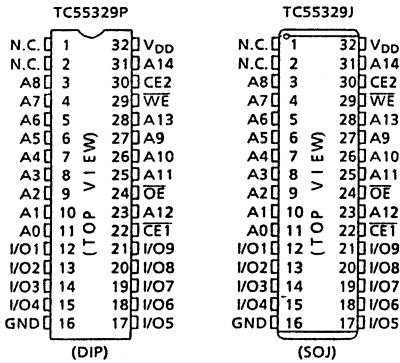 TC55329P
N.C. 1 32 VDD
N.C. 2 31 A14
A8 3 30 CE2
A7 4 29 WE
A6 5 28 A13
A5 6 27 A9
A4 7 26 A10
A3 8 25 A11
A2 9 24 OE
A1 10 23 A12
A0 11 22 CE1
I/O1 12 21 I/O9
I/O2 13 20 I/O8
I/O3 14 19 I/O7
I/O4 15 18 I/O6
GND 16 17 I/O5
(TOP VIEW)
(DIP)
TC55329J
N.C. 1 32 VDD
N.C. 2 31 A14
A8 3 30 CE2
A7 4 29 WE
A6 5 28 A13
A5 6 27 A9
A4 7 26 A10
A3 8 25 A11
A2 9 24 OE
A1 10 23 A12
A0 11 22 CE1
I/O1 12 21 I/O9
I/O2 13 20 I/O8
I/O3 14 19 I/O7
I/O4 15 18 I/O6
GND 16 17 I/O5
(TOP VIEW)
(SOJ)